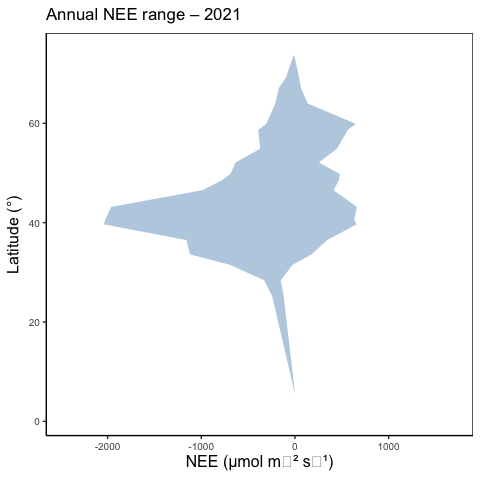 Annual NEE range – 2021
Latitude (°)
60
40
20
0
-2000 -1000 0 1000
NEE (μmol m□² s□¹)